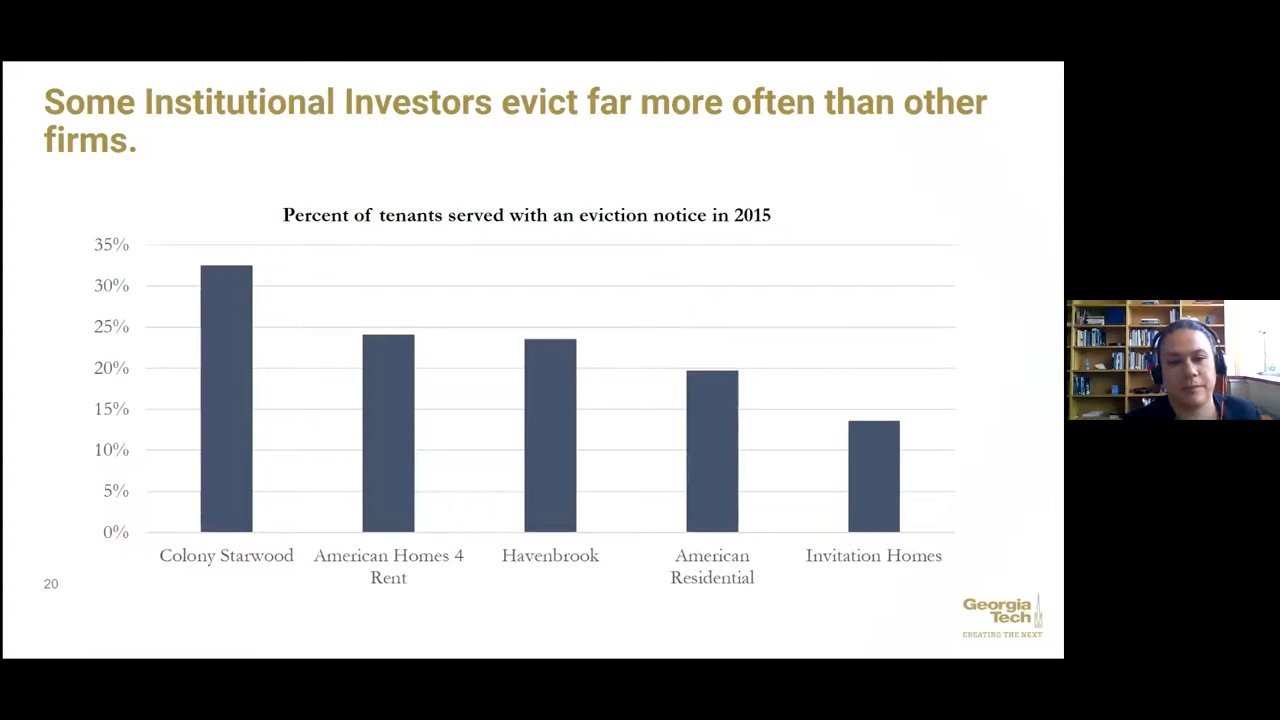 Some Institutional Investors evict far more often than other
firms.
Percent of tenants served with an eviction notice in 2015
35%
30%
25%
20%
15%
10%
5%
0%
Colony Starwood
American Homes 4
Rent
Havenbrook
American
Residential
Invitation Homes
20
Georgia
Tech
CREATING THE NEXT